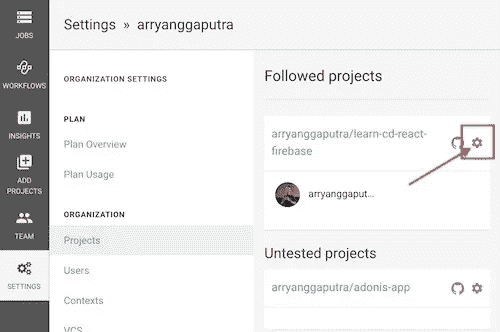 JOBS
WORKFLOWS
INSIGHTS
ADD
PROJECTS
TEAM
SETTINGS
Settings » arryanggaputra
ORGANIZATION SETTINGS
PLAN
Plan Overview
Plan Usage
ORGANIZATION
Projects
Users
Contexts
VCS
Followed projects
arryanggaputra/learn-cd-react-
firebase
arryanggaput...
Untested projects
arryanggaputra/adonis-app